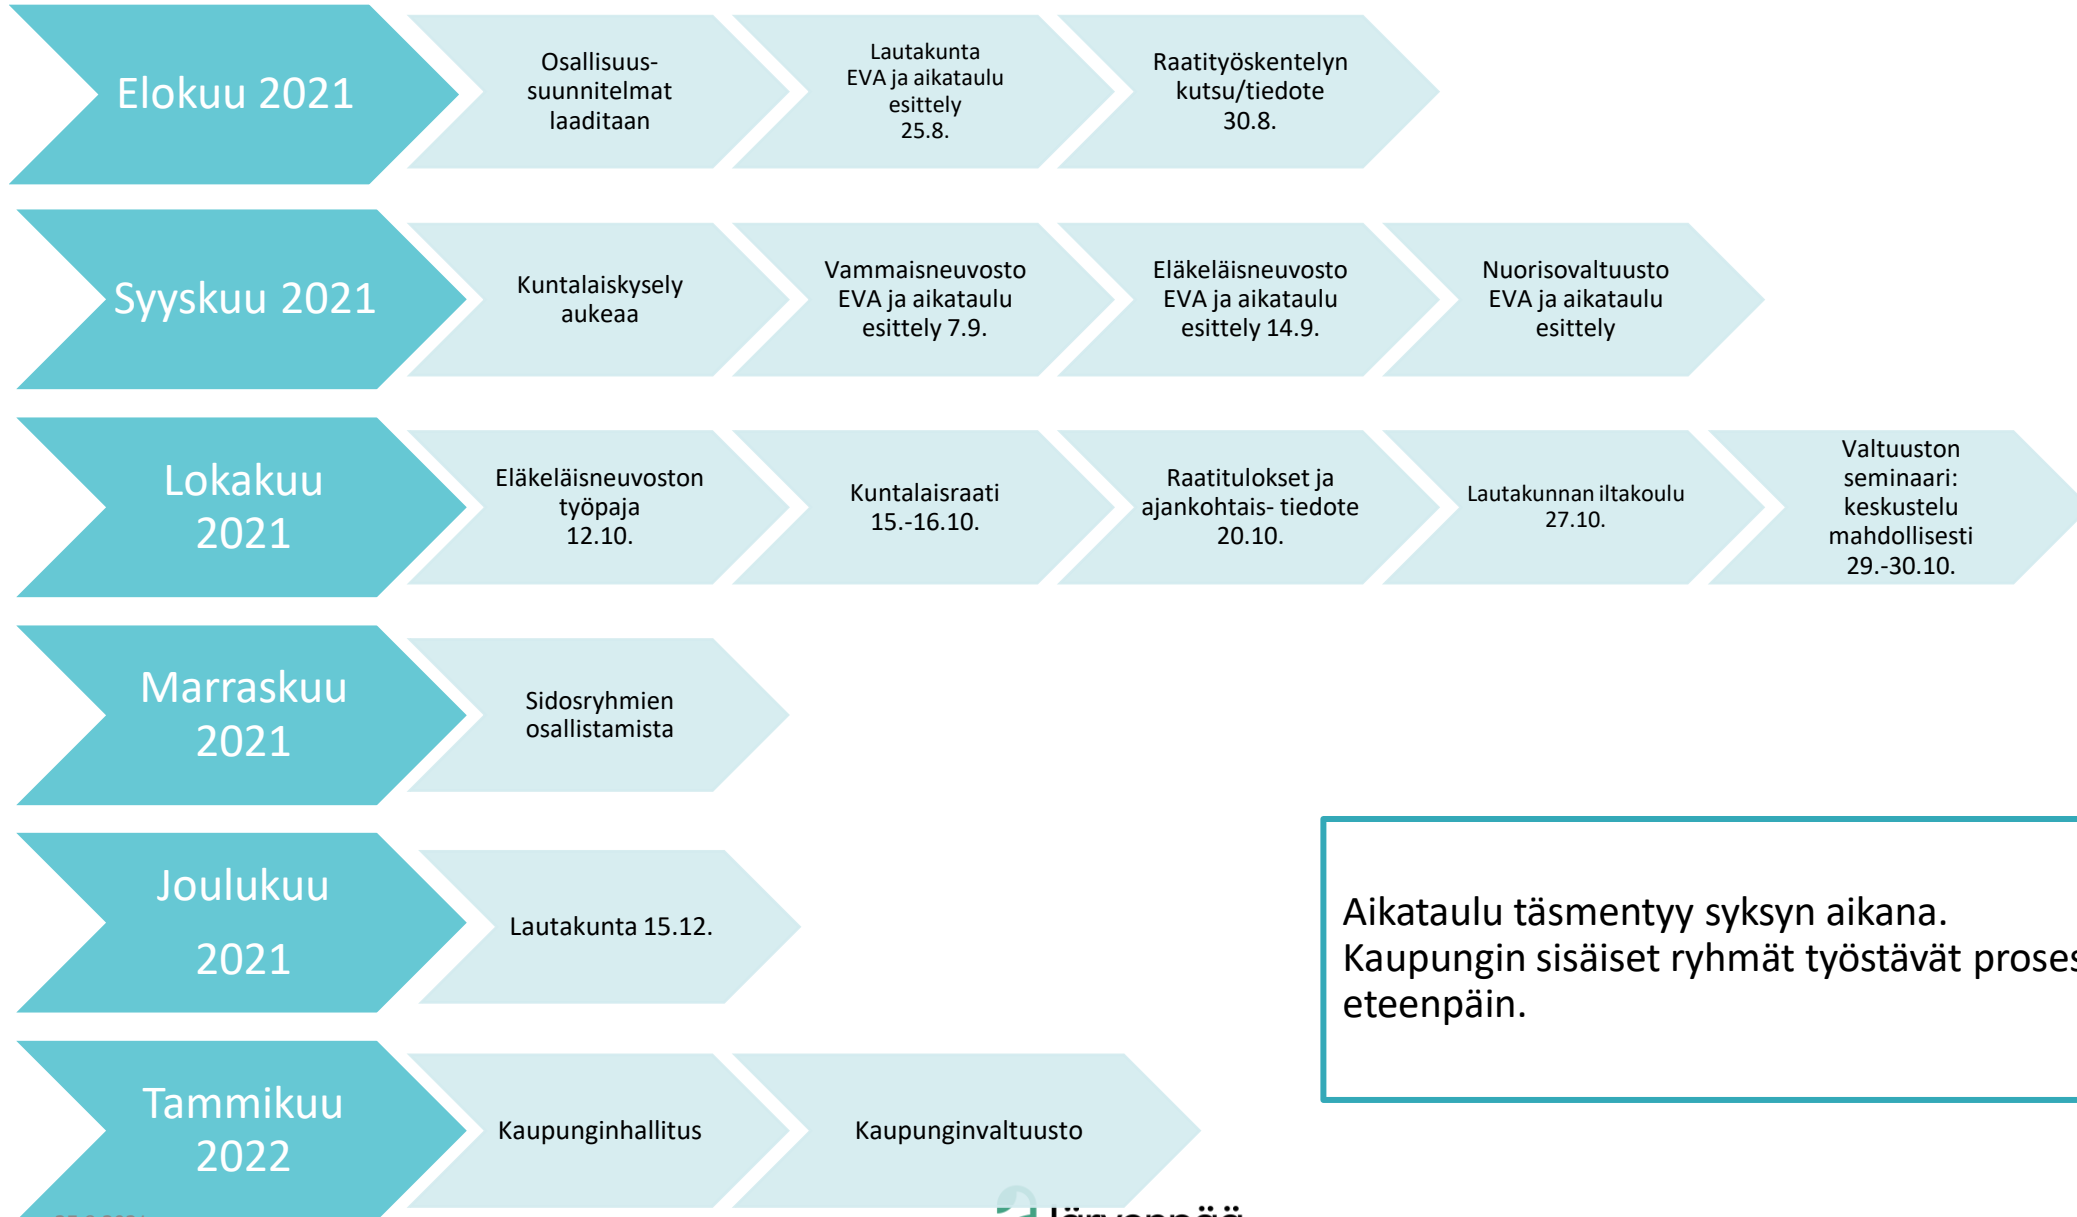 Elokuu 2021
Osallisuus-
suunnitelmat
laaditaan
Lautakunta
EVA ja aikataulu
esittely
25.8.
Raatityöskentelyn
kutsu/tiedote
30.8.
Syyskuu 2021
Kuntalaiskysely
aukeaa
Vammaisneuvosto
EVA ja aikataulu
esittely 7.9.
Eläkeläisneuvosto
EVA ja aikataulu
esittely 14.9.
Nuorisovaltuusto
EVA ja aikataulu
esittely
Lokakuu
2021
Eläkeläisneuvoston
työpaja
12.10.
Kuntalaisraati
15.-16.10.
Raatitulokset ja
ajankohtais- tiedote
20.10.
Lautakunnan iltakoulu
27.10.
Valtuuston
seminaari:
keskustelu
mahdollisesti
29.-30.10.
Marraskuu
2021
Sidosryhmien
osallistamista
Joulukuu
2021
Lautakunta 15.12.
Aikataulu täsmentyy syksyn aikana.
Kaupungin sisäiset ryhmät työstävät
eteenpäin.
Tammikuu
2022
Kaupunginhallitus
Kaupunginvaltuusto
Järvenpää